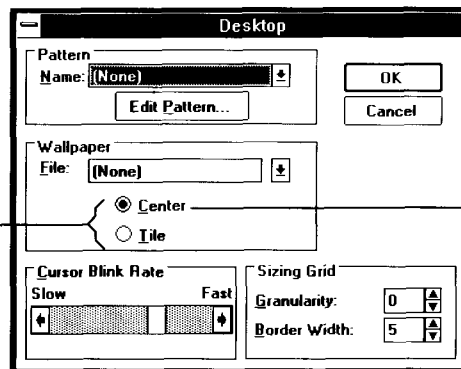 Desktop
Pattern
Name: (None)
Edit Pattern...
OK
Cancel
Wallpaper
File: (None)
Center
Tile
Cursor Blink Rate
Slow Fast
Sizing Grid
Granularity: 0
Border Width: 5